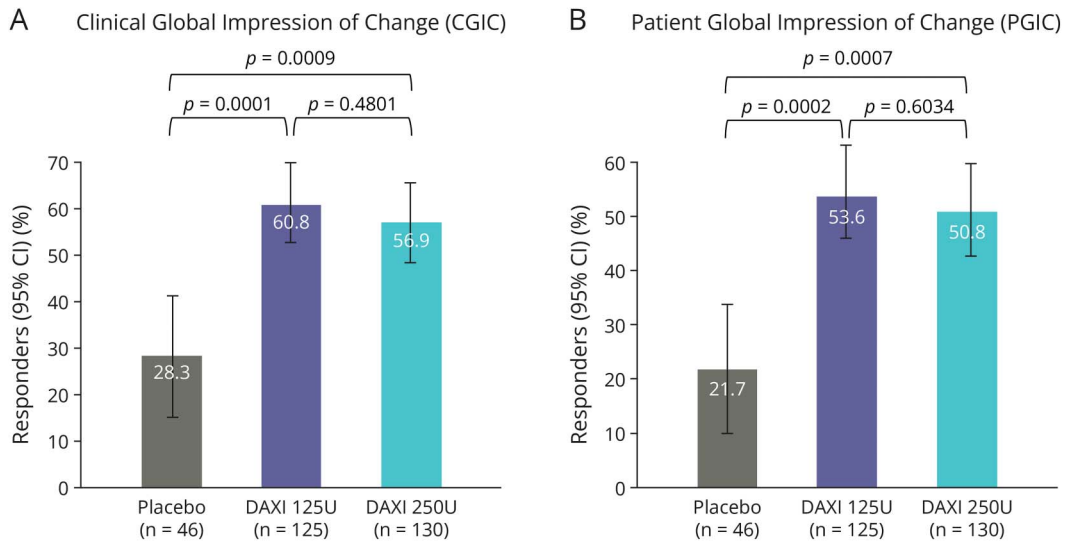 A Clinical Global Impression of Change (CGIC)
p = 0.0009
p = 0.0001
p = 0.4801
Responders (95% CI) (%)
70
60
50
40
30
20
10
0
28.3
60.8
56.9
Placebo
(n = 46)
DAXI 125U
(n = 125)
DAXI 250U
(n = 130)
B Patient Global Impression of Change (PGIC)
p = 0.0007
p = 0.0002
p = 0.6034
Responders (95% CI) (%)
60
50
40
30
20
10
0
21.7
53.6
50.8
Placebo
(n = 46)
DAXI 125U
(n = 125)
DAXI 250U
(n = 130)